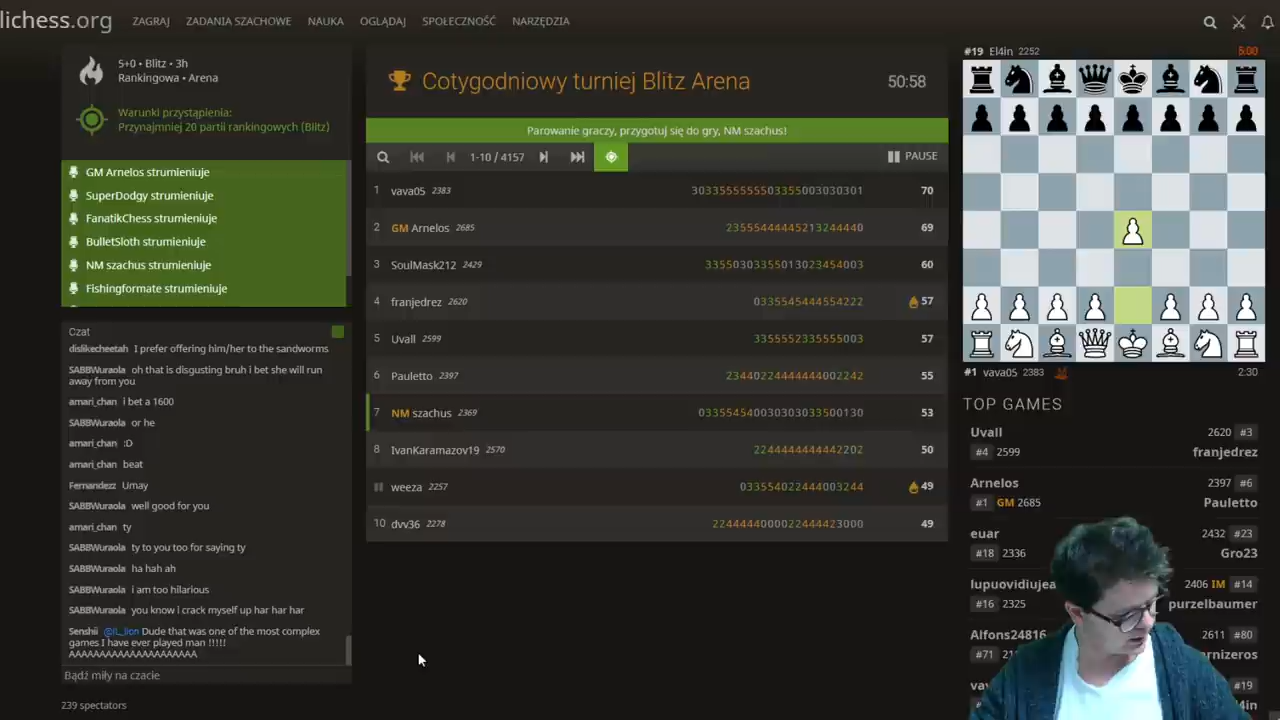 lichess.org
ZAGRAJ
ZADANIA SZACHOWE
NAUKA
OGLĄDAJ
SPOŁECZNOŚĆ
NARZĘDZIA
5+0 • Blitz • 3h
Rankingowa • Arena
Warunki przystąpienia:
Przynajmniej 20 partii rankingowych (Blitz)
GM Arnelos strumieniuje
SuperDodgy strumieniuje
FanatikChess strumieniuje
BulletSloth strumieniuje
NM szachus strumieniuje
Fishingformate strumieniuje
Czat
dislikecheetah I prefer offering him/her to the sandworms
SABBWuraola oh that is disgusting bruh i bet she will run
away from you
amari_chan i bet a 1600
SABBWuraola or he
amari_chan :D
amari_chan beat
Fernandezz Umay
SABBWuraola well good for you
amari_chan ty
SABBWuraola ty to you too for saying ty
SABBWuraola ha hah ah
SABBWuraola i am too hilarious
SABBWuraola you know i crack myself up har har har
Senshii @IL_lion Dude that was one of the most complex
games I have ever played man !!!!!
AAAAAAAAAAAAAAAAAAAAA
Bądź miły na czacie
239 spectators
Cotygodniowy turniej Blitz Arena
50:58
Parowanie graczy, przygotuj się do gry, NM szachus!
1-10 / 4157
PAUSE
1 vava05 2383 3033555555503355003030301 70
2 GM Arnelos 2685 23555444445213244440 69
3 SoulMask212 2429 33550303355013023454003 60
4 franjedrez 2620 0335545444554222 57
5 Uvall 2599 3355552335555003 57
6 Pauletto 2397 23440224444444002242 55
7 NM szachus 2369 033554540030303033500130 53
8 IvanKaramazov19 2570 2244444444442202 50
weeza 2257 033554022444003244 49
10 dvv36 2278 2244444000022444423000 49
#19 El4in 2252
5:00
#1 vava05 2383
2:30
TOP GAMES
Uvall 2620 #3
#4 2599 franjedrez
Arnelos 2397 #6
#1 GM 2685 Pauletto
euar 2432 #23
#18 2336 Gro23
lupuovidiujea 2406 IM #14
#16 2325 purzelbaumer
Alfons24816 2611 #80
#71
#19